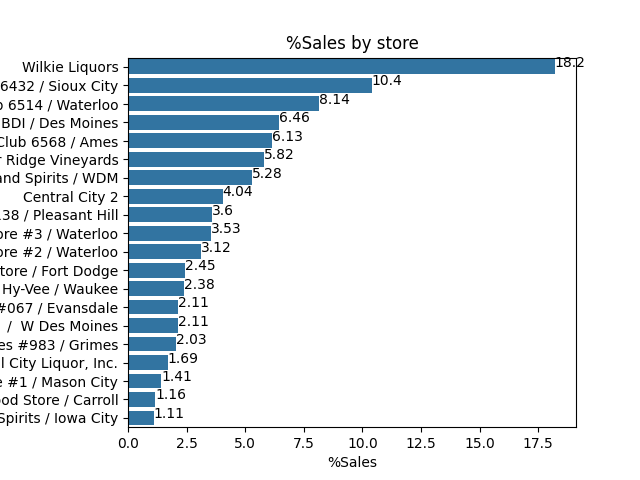 %Sales by store
Wilkie Liquors 18.2
6432 / Sioux City 10.4
6514 / Waterloo 8.14
BDI / Des Moines 6.46
Club 6568 / Ames 6.13
Ridge Vineyards 5.82
and Spirits / WDM 5.28
Central City 2 4.04
138 / Pleasant Hill 3.6
ore #3 / Waterloo 3.53
ore #2 / Waterloo 3.12
tore / Fort Dodge 2.45
Hy-Vee / Waukee 2.38
#067 / Evansdale 2.11
/ W Des Moines 2.11
es #983 / Grimes 2.03
l City Liquor, Inc. 1.69
e #1 / Mason City 1.41
od Store / Carroll 1.16
Spirits / Iowa City 1.11
0.0 2.5 5.0 7.5 10.0 12.5 15.0 17.5
%Sales